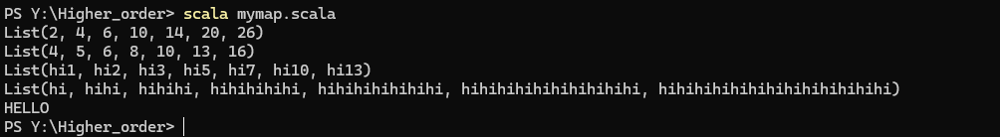 PS Y:\Higher_order> scala mymap.scala
List(2, 4, 6, 10, 14, 20, 26)
List(4, 5, 6, 8, 10, 13, 16)
List(hi1, hi2, hi3, hi5, hi7, hi10, hi13)
List(hi, hihi, hihihi, hihihihihi, hihihihihihihi, hihihihihihihihihihi, hihihihihihihihihihihihihi)
HELLO
PS Y:\Higher_order>